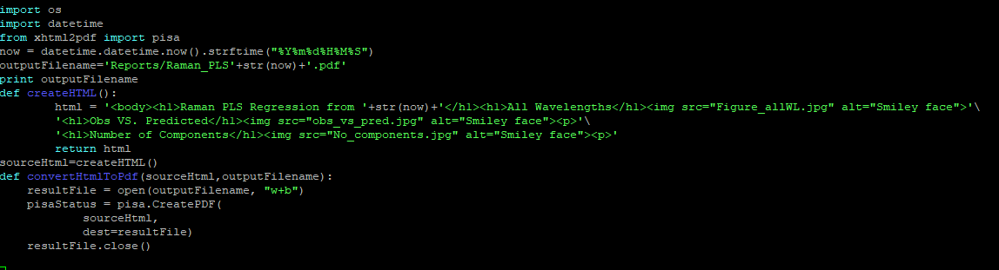 import os
import datetime
from xhtml2pdf import pisa
now = datetime.datetime.now().strftime("%Y%m%d%H%M%S")
outputFilename='Reports/Raman_PLS'+str(now)+'.pdf'
print outputFilename
def createHTML():
        html = '<body><h1>Raman PLS Regression from '+str(now)+'</h1><h1>All Wavelengths</h1><img src="Figure_allWL.jpg" alt="Smiley face">'\
        '<h1>Obs VS. Predicted</h1><img src="obs_vs_pred.jpg" alt="Smiley face"><p>'\
        '<h1>Number of Components</h1><img src="No_components.jpg" alt="Smiley face"><p>'
        return html
sourceHtml=createHTML()
def convertHtmlToPdf(sourceHtml,outputFilename):
    resultFile = open(outputFilename, "w+b")
    pisaStatus = pisa.CreatePDF(
            sourceHtml,
            dest=resultFile)
    resultFile.close()